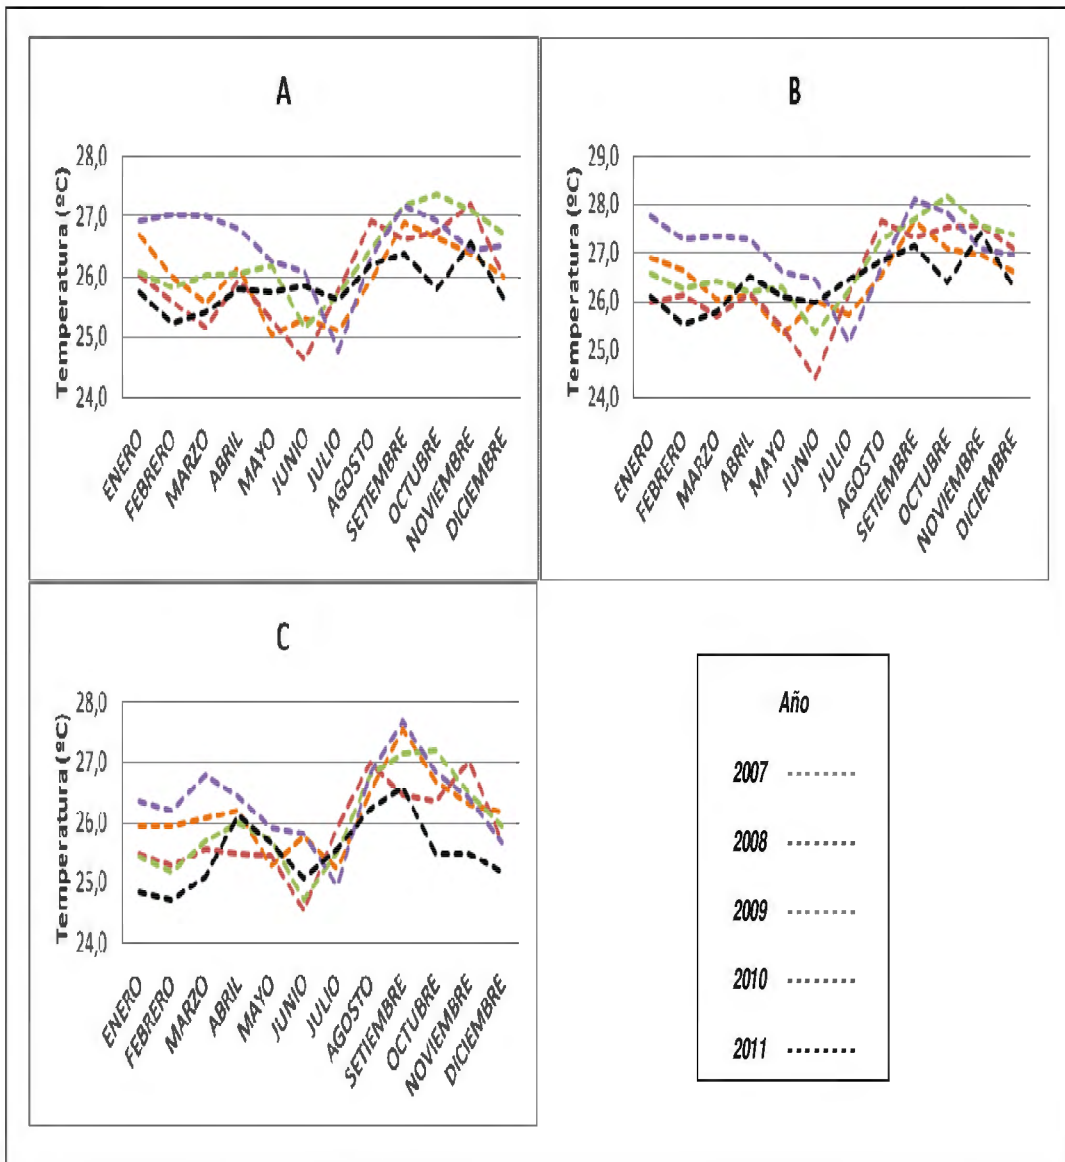 A
Temperatura (ºC)
28,0
27,0
26,0
25,0
24,0
ENERO
FEBRERO
MARZO
ABRIL
MAYO
JUNIO
JULIO
AGOSTO
SETIEMBRE
OCTUBRE
NOVIEMBRE
DICIEMBRE
B
Temperatura (ºC)
29,0
28,0
27,0
26,0
25,0
24,0
ENERO
FEBRERO
MARZO
ABRIL
MAYO
JUNIO
JULIO
AGOSTO
SETIEMBRE
OCTUBRE
NOVIEMBRE
DICIEMBRE
C
Temperatura (ºC)
28,0
27,0
26,0
25,0
24,0
ENERO
FEBRERO
MARZO
ABRIL
MAYO
JUNIO
JULIO
AGOSTO
SETIEMBRE
OCTUBRE
NOVIEMBRE
DICIEMBRE
Año
2007
2008
2009
2010
2011